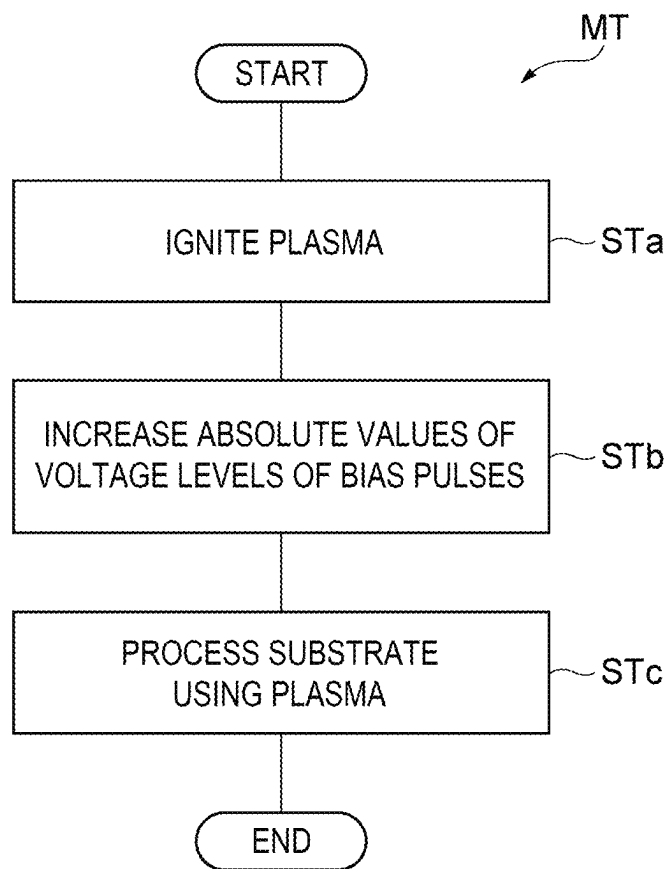 MT
START
IGNITE PLASMA
STa
INCREASE ABSOLUTE VALUES OF
VOLTAGE LEVELS OF BIAS PULSES
STb
PROCESS SUBSTRATE
USING PLASMA
STc
END